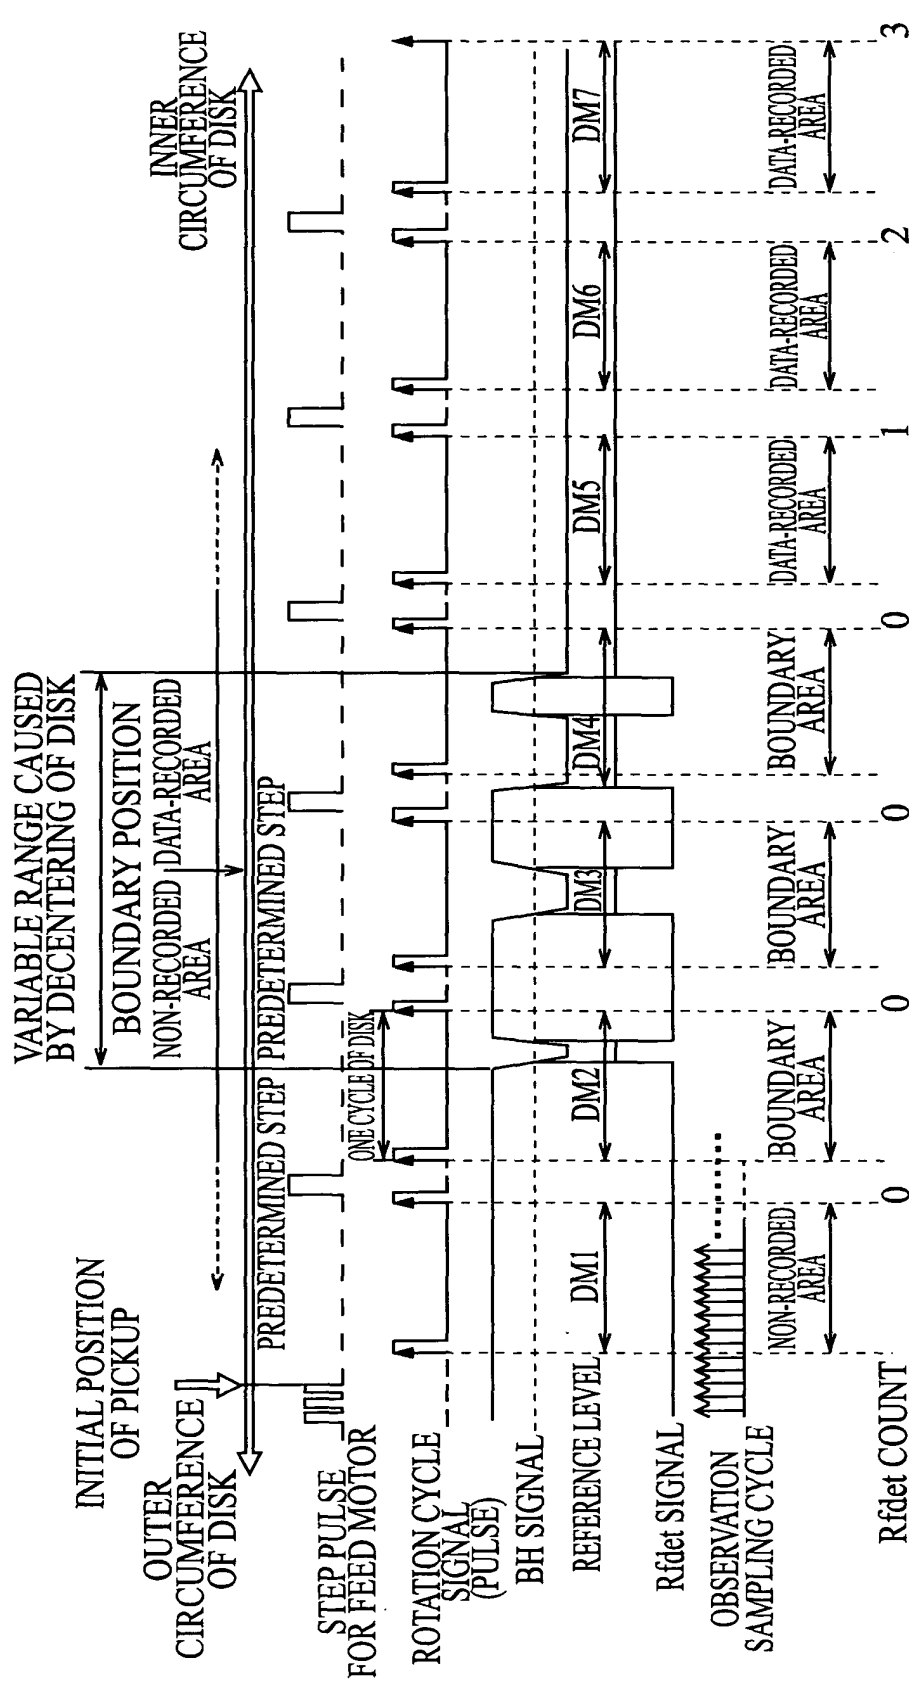 VARIABLE RANGE CAUSED
BY DECENTERING OF DISK
INITIAL POSITION
OF PICKUP
BOUNDARY POSITION
OUTER
CIRCUMFERENCE
OF DISK
NON-RECORDED
AREA
DATA-RECORDED
AREA
INNER
CIRCUMFERENCE
OF DISK
PREDETERMINED STEP
PREDETERMINED STEP
STEP PULSE
FOR FEED MOTOR
ONE CYCLE OF DISK
ROTATION CYCLE
SIGNAL
(PULSE)
BH SIGNAL
REFERENCE LEVEL
DM1
DM2
DM3
DM4
DM5
DM6
DM7
Rfdet SIGNAL
OBSERVATION
SAMPLING CYCLE
NON-RECORDED
AREA
BOUNDARY
AREA
BOUNDARY
AREA
BOUNDARY
AREA
DATA-RECORDED
AREA
DATA-RECORDED
AREA
DATA-RECORDED
AREA
Rfdet COUNT
0
0
0
0
1
2
3